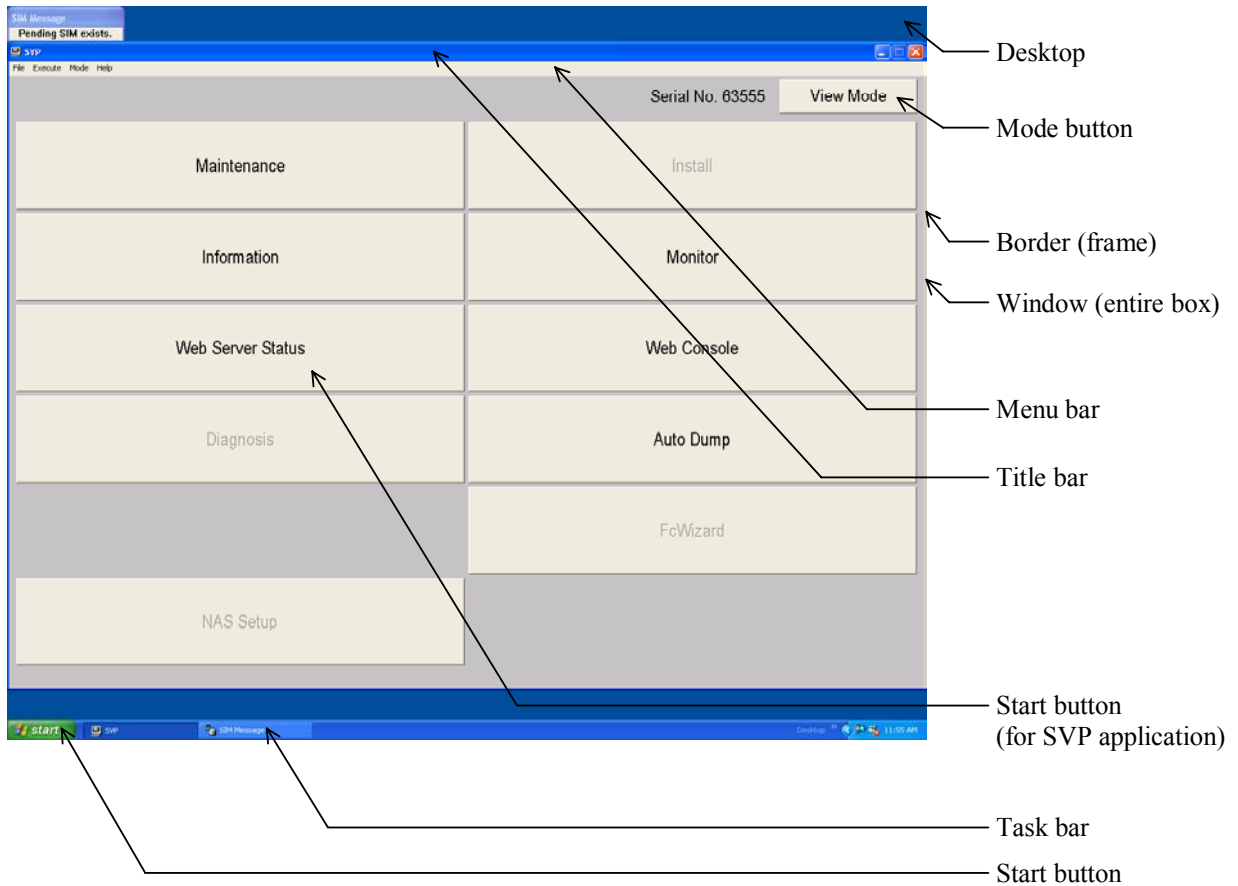 SIM Message
Pending SIM exists.
SVP
File Execute Mode Help
Serial No. 63555 View Mode
Maintenance Install
Information Monitor
Web Server Status Web Console
Diagnosis Auto Dump
FcWizard
NAS Setup
start SVP SIM Message Desktop 11:55 AM
Desktop
Mode button
Border (frame)
Window (entire box)
Menu bar
Title bar
Start button
(for SVP application)
Task bar
Start button